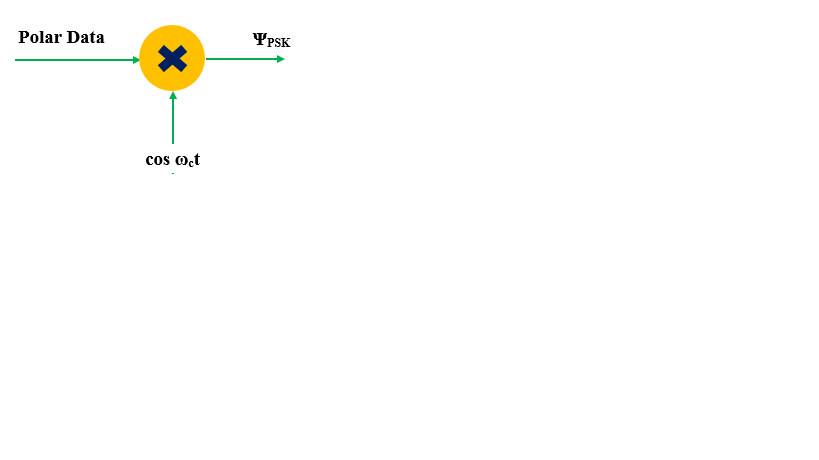 Polar Data
ΨPSK
cos ωct